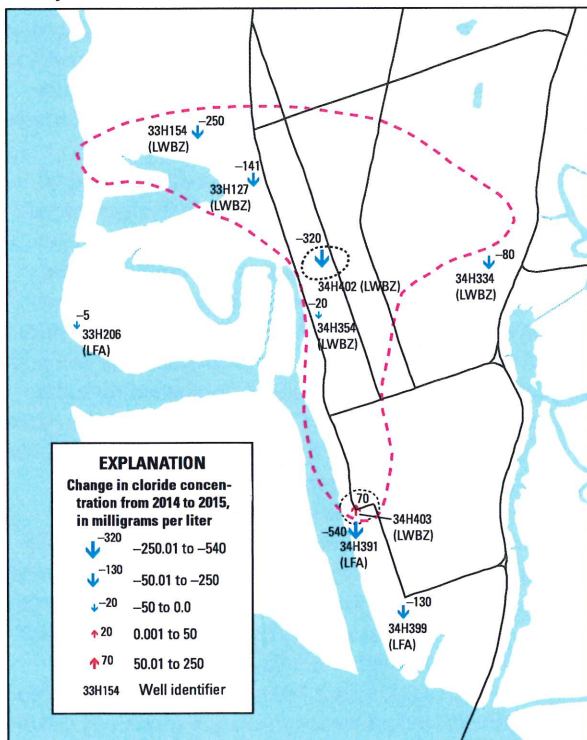 −250
33H154
(LWBZ)
−141
33H127
(LWBZ)
−320
34H402 (LWBZ)
−80
34H334
(LWBZ)
−20
34H354
(LWBZ)
−5
33H206
(LFA)
70
34H403
(LWBZ)
−540
34H391
(LFA)
−130
34H399
(LFA)
EXPLANATION
Change in cloride concen-
tration from 2014 to 2015,
in milligrams per liter
−320 −250.01 to −540
−130 −50.01 to −250
−20 −50 to 0.0
20 0.001 to 50
70 50.01 to 250
33H154 Well identifier